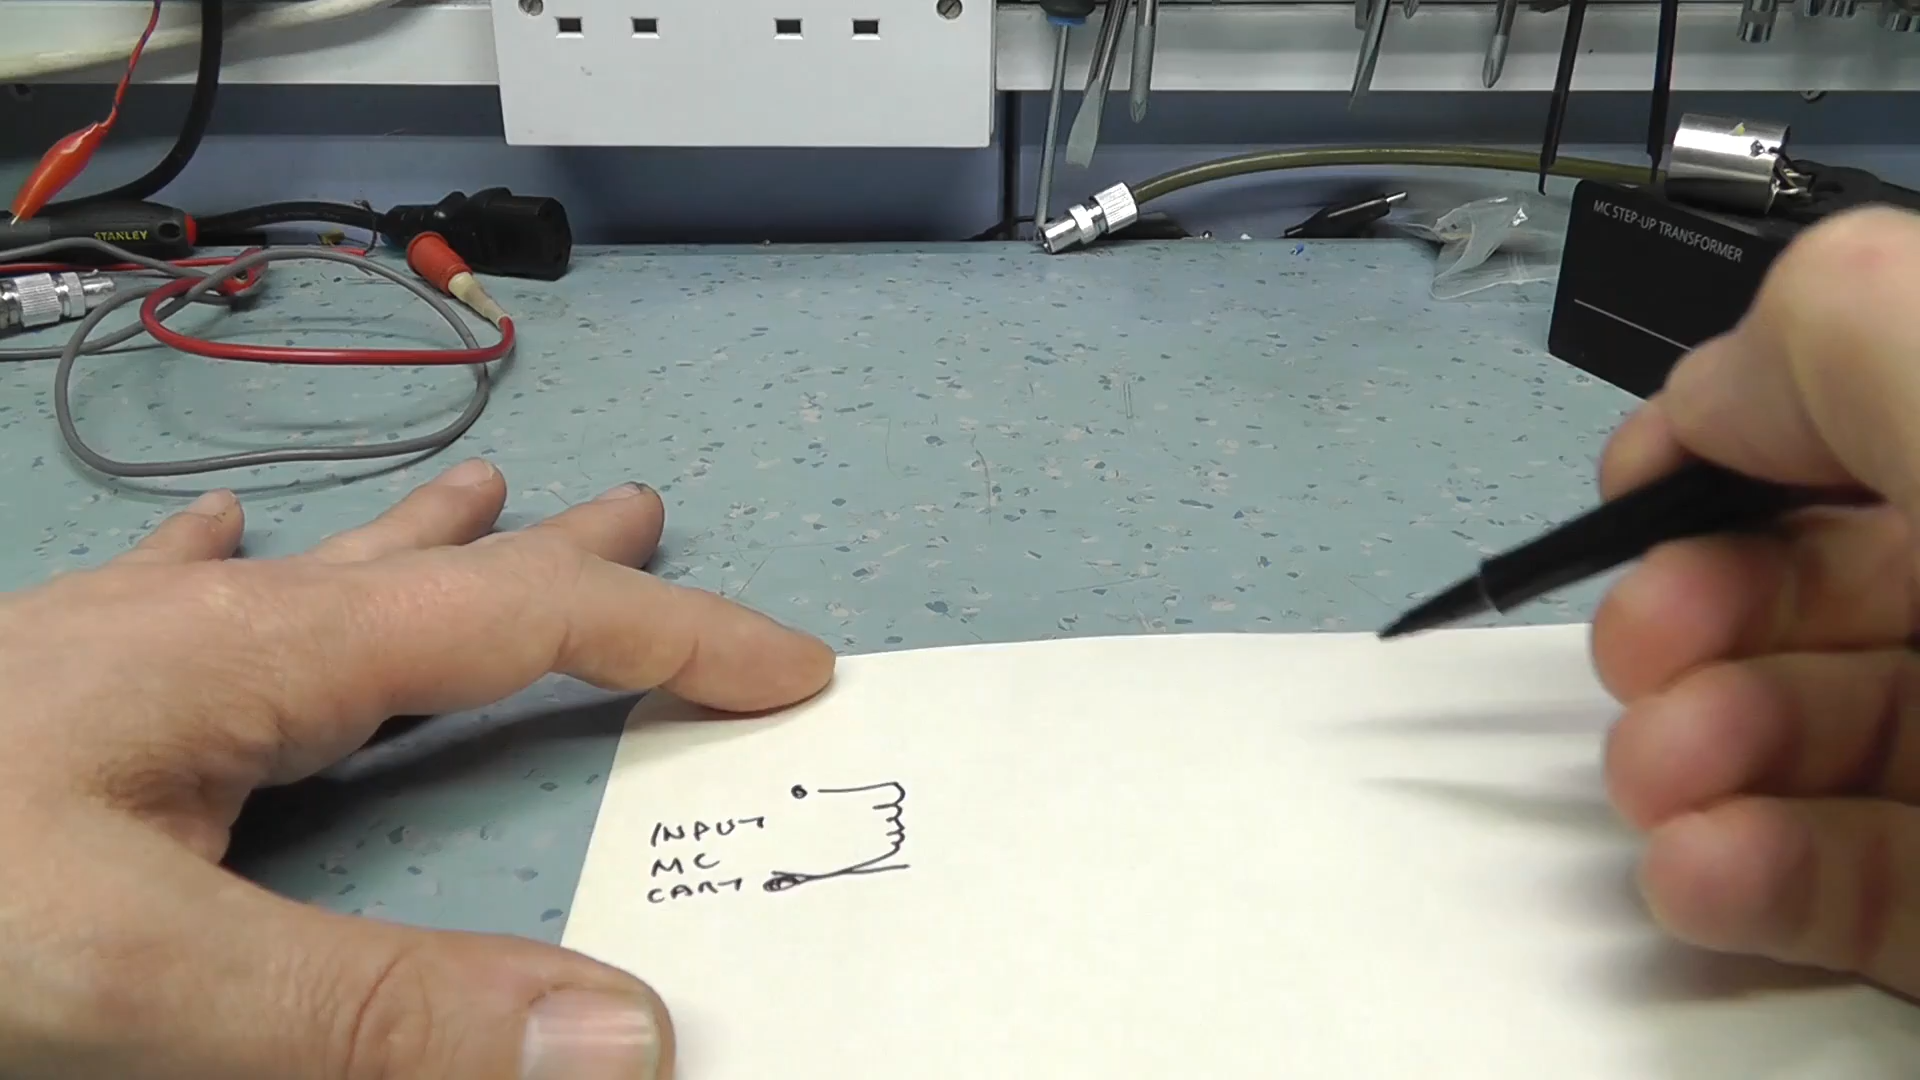 STANLEY
MC STEP-UP TRANSFORMER
INPUT
MC
CART